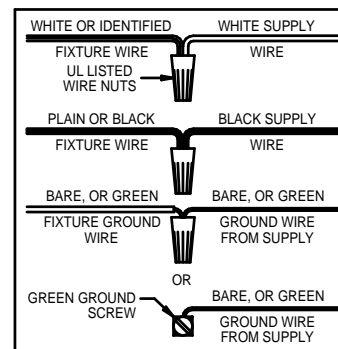 WHITE OR IDENTIFIED
WHITE SUPPLY
FIXTURE WIRE
WIRE
UL LISTED
WIRE NUTS
PLAIN OR BLACK
BLACK SUPPLY
FIXTURE WIRE
WIRE
BARE, OR GREEN
BARE, OR GREEN
FIXTURE GROUND
WIRE
GROUND WIRE
FROM SUPPLY
OR
GREEN GROUND
SCREW
BARE, OR GREEN
GROUND WIRE
FROM SUPPLY